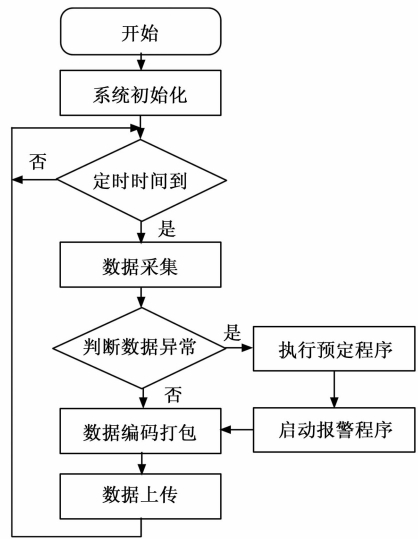 开始
系统初始化
否
定时时间到
是
数据采集
判断数据异常
是
执行预定程序
否
数据编码打包
启动报警程序
数据上传